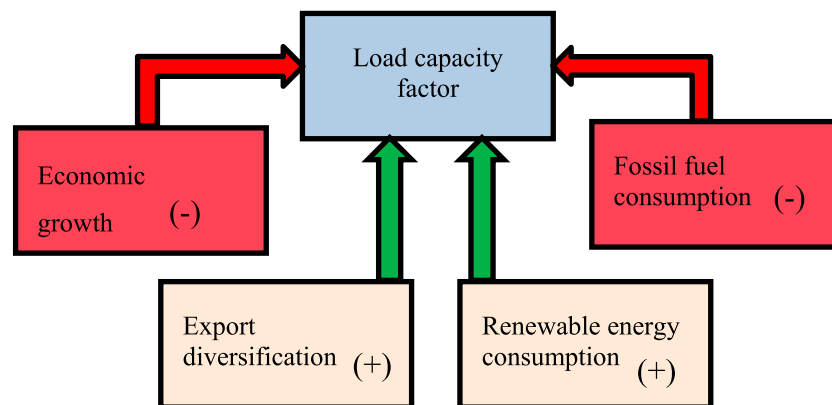 Load capacity
factor
Economic
growth (-)
Fossil fuel
consumption (-)
Export
diversification (+)
Renewable energy
consumption (+)